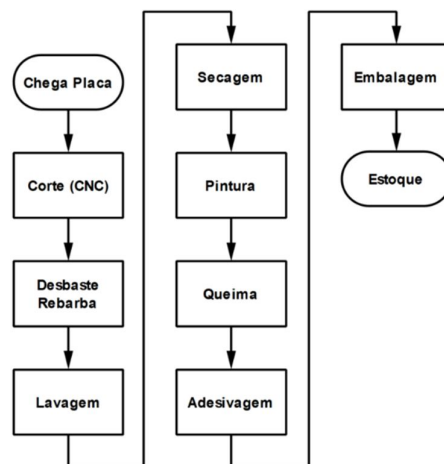 Chega Placa
Corte (CNC)
Desbaste
Rebarba
Lavagem
Secagem
Pintura
Queima
Adesivagem
Embalagem
Estoque